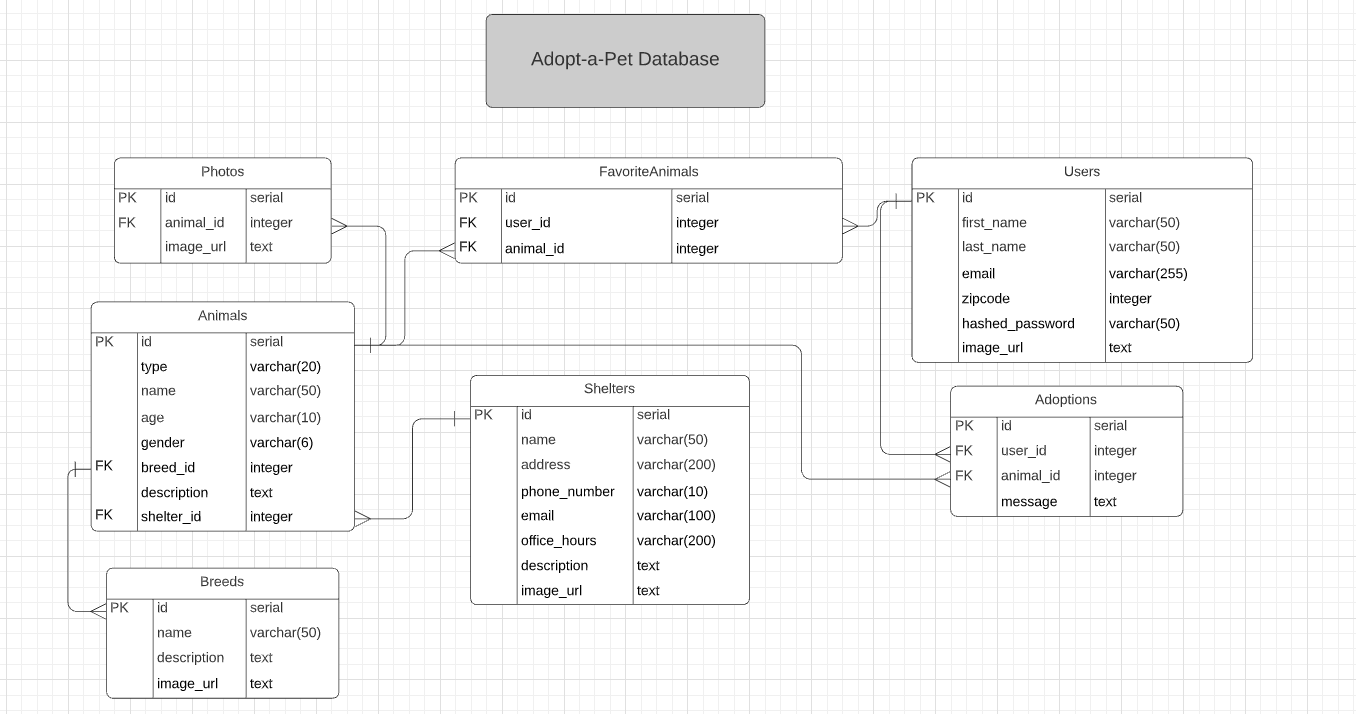 Adopt-a-Pet Database
Photos
PK id serial
FK animal_id integer
image_url text
FavoriteAnimals
PK id serial
FK user_id integer
FK animal_id integer
Users
PK id serial
first_name varchar(50)
last_name varchar(50)
email varchar(255)
zipcode integer
hashed_password varchar(50)
image_url text
Animals
PK id serial
type varchar(20)
name varchar(50)
age varchar(10)
gender varchar(6)
FK breed_id integer
description text
FK shelter_id integer
Shelters
PK id serial
name varchar(50)
address varchar(200)
phone_number varchar(10)
email varchar(100)
office_hours varchar(200)
description text
image_url text
Adoptions
PK id serial
FK user_id integer
FK animal_id integer
message text
Breeds
PK id serial
name varchar(50)
description text
image_url text